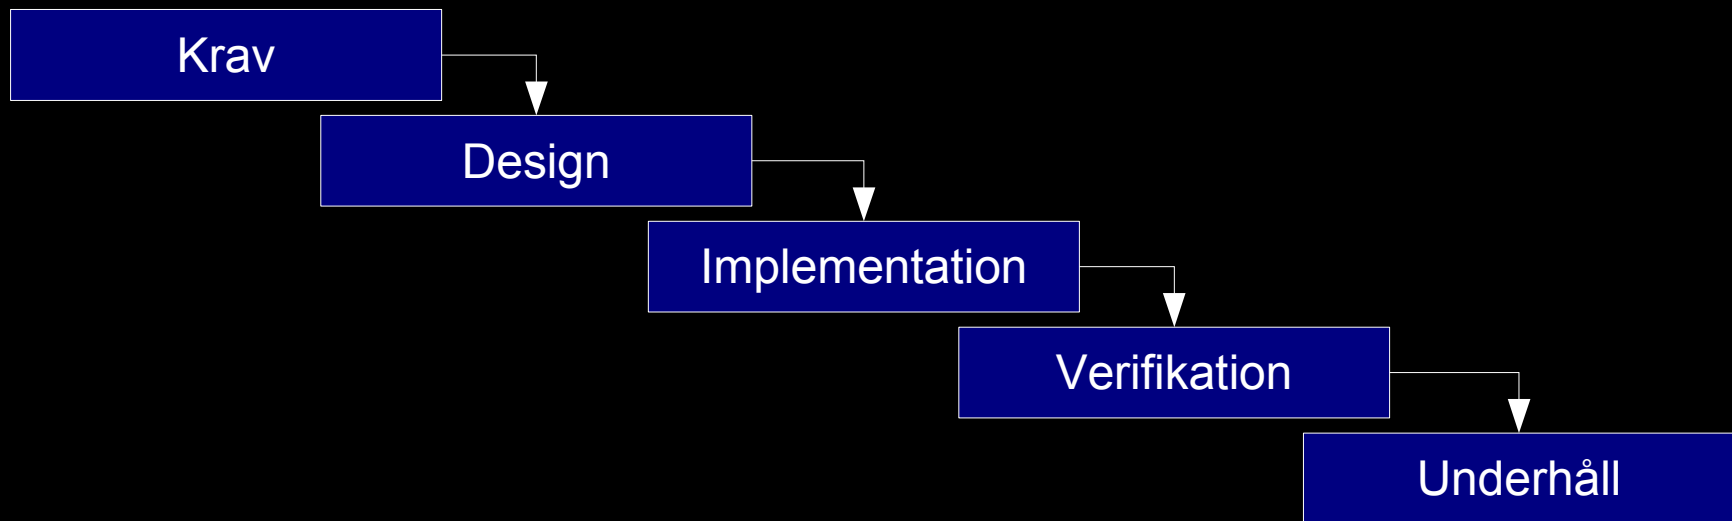 Krav
Design
Implementation
Verifikation
Underhåll